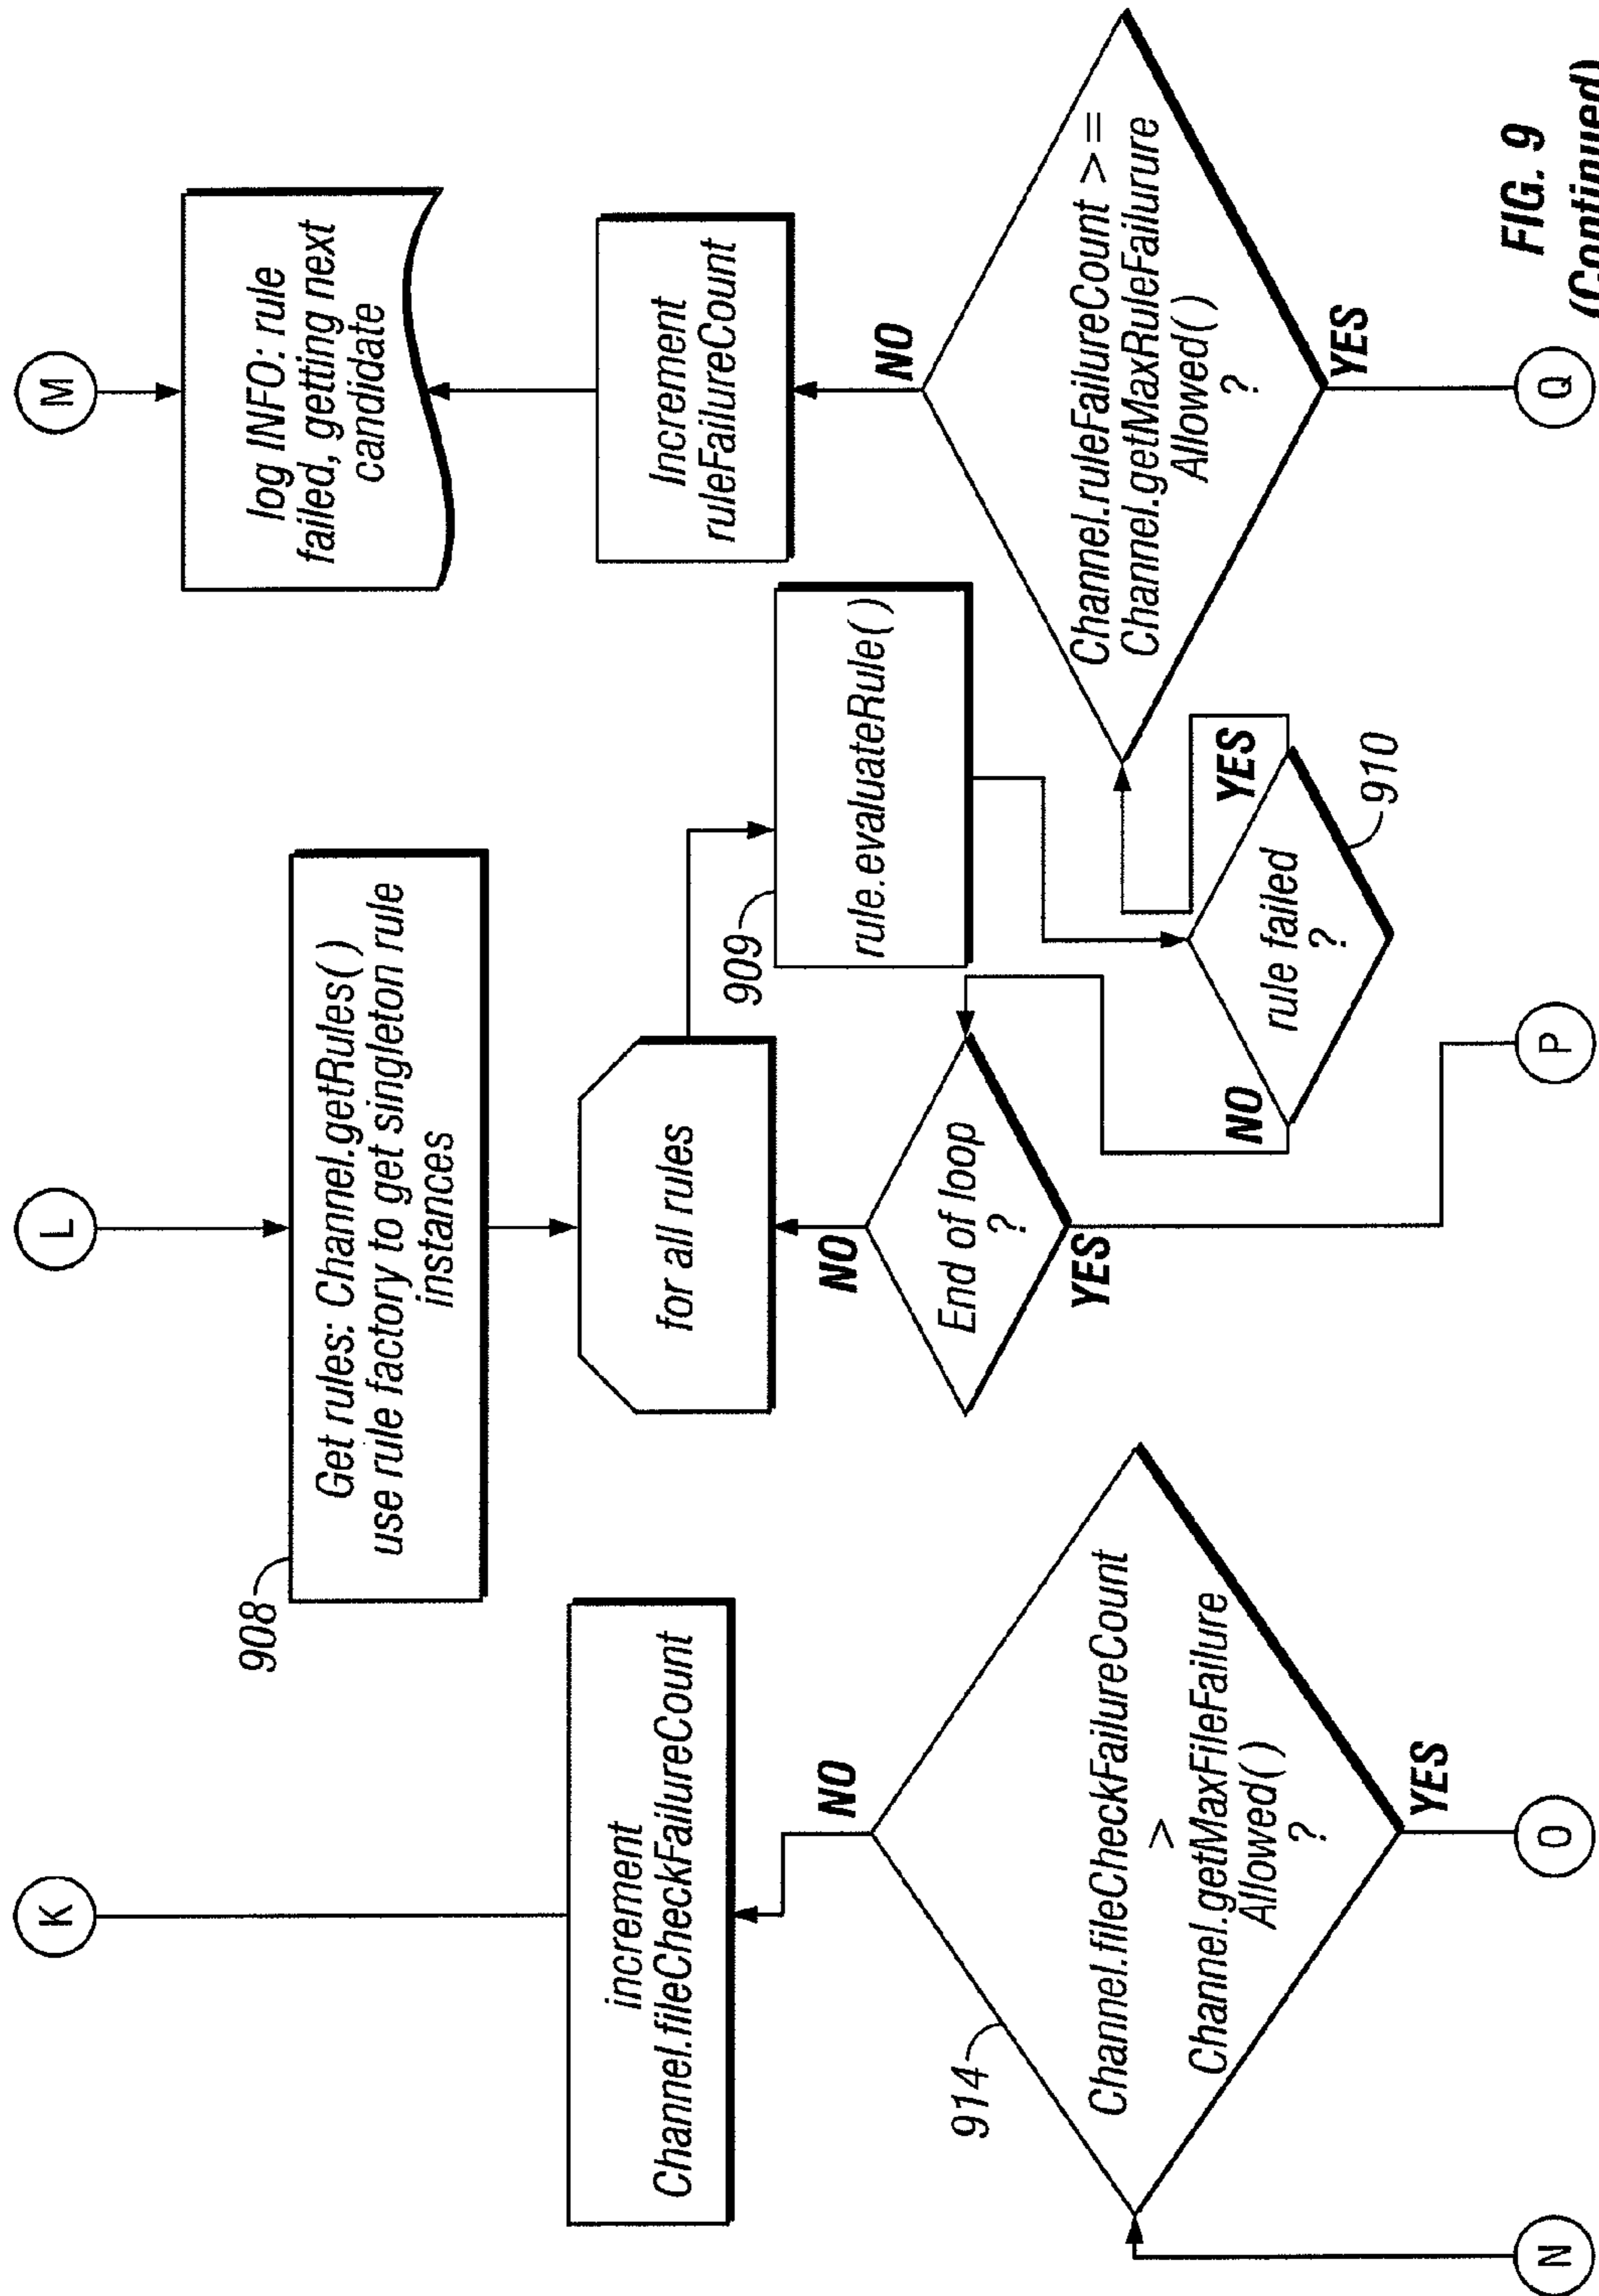 K
L
M
increment
Channel.fileCheckFailureCount
NO
914
Channel.fileCheckFailureCount
>
Channel.getMaxFileFailure
Allowed( )
?
YES
N
O
908
Get rules: Channel.getRules( )
use rule factory to get singleton rule
instances
for all rules
NO
End of loop
?
YES
909
rule.evaluateRule( )
NO
rule failed
?
YES
910
P
log INFO: rule
failed, getting next
candidate
Increment
ruleFailureCount
NO
Channel.ruleFailureCount >=
Channel.getMaxRuleFailurure
Allowed( )
?
YES
Q
FIG. 9
(Continued)